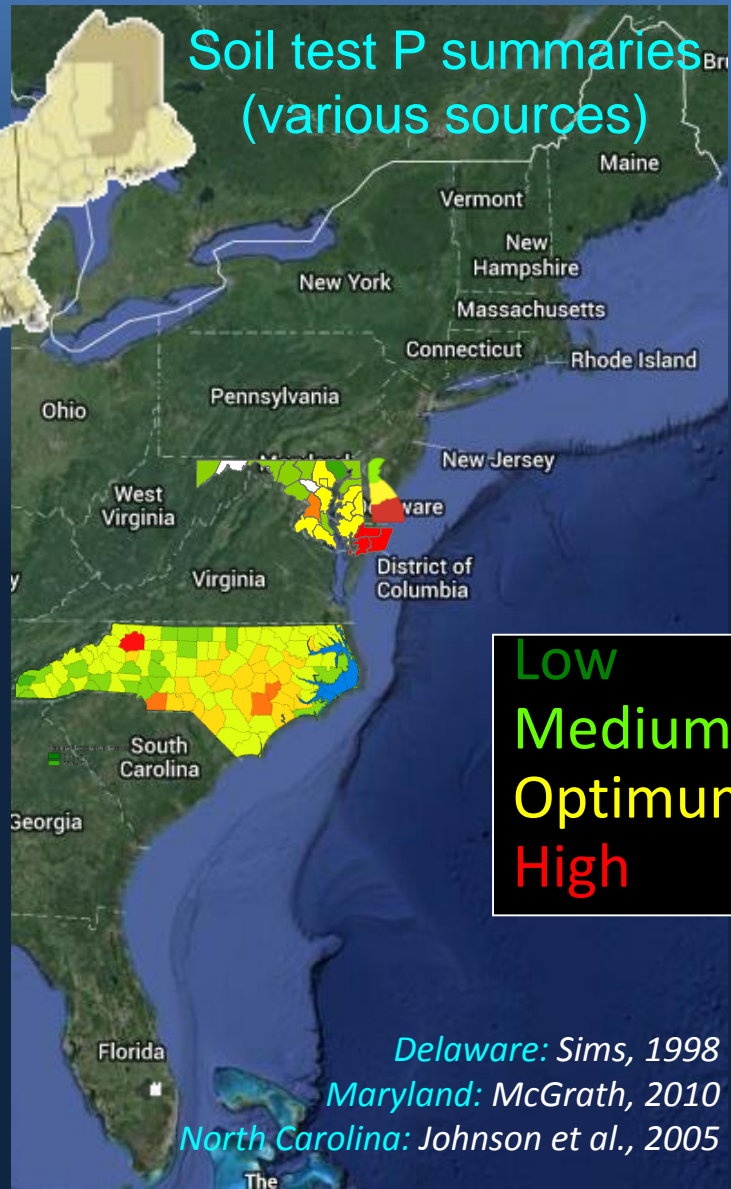 Soil test P summaries
(various sources)
Bru
Maine
Vermont
New
Hampshire
New York
Massachusetts
Connecticut
Rhode Island
Pennsylvania
Ohio
New Jersey
West
Virginia
District of
Columbia
Virginia
Low
Medium
Optimum
High
South
Carolina
Georgia
Florida
Delaware: Sims, 1998
Maryland: McGrath, 2010
North Carolina: Johnson et al., 2005
The